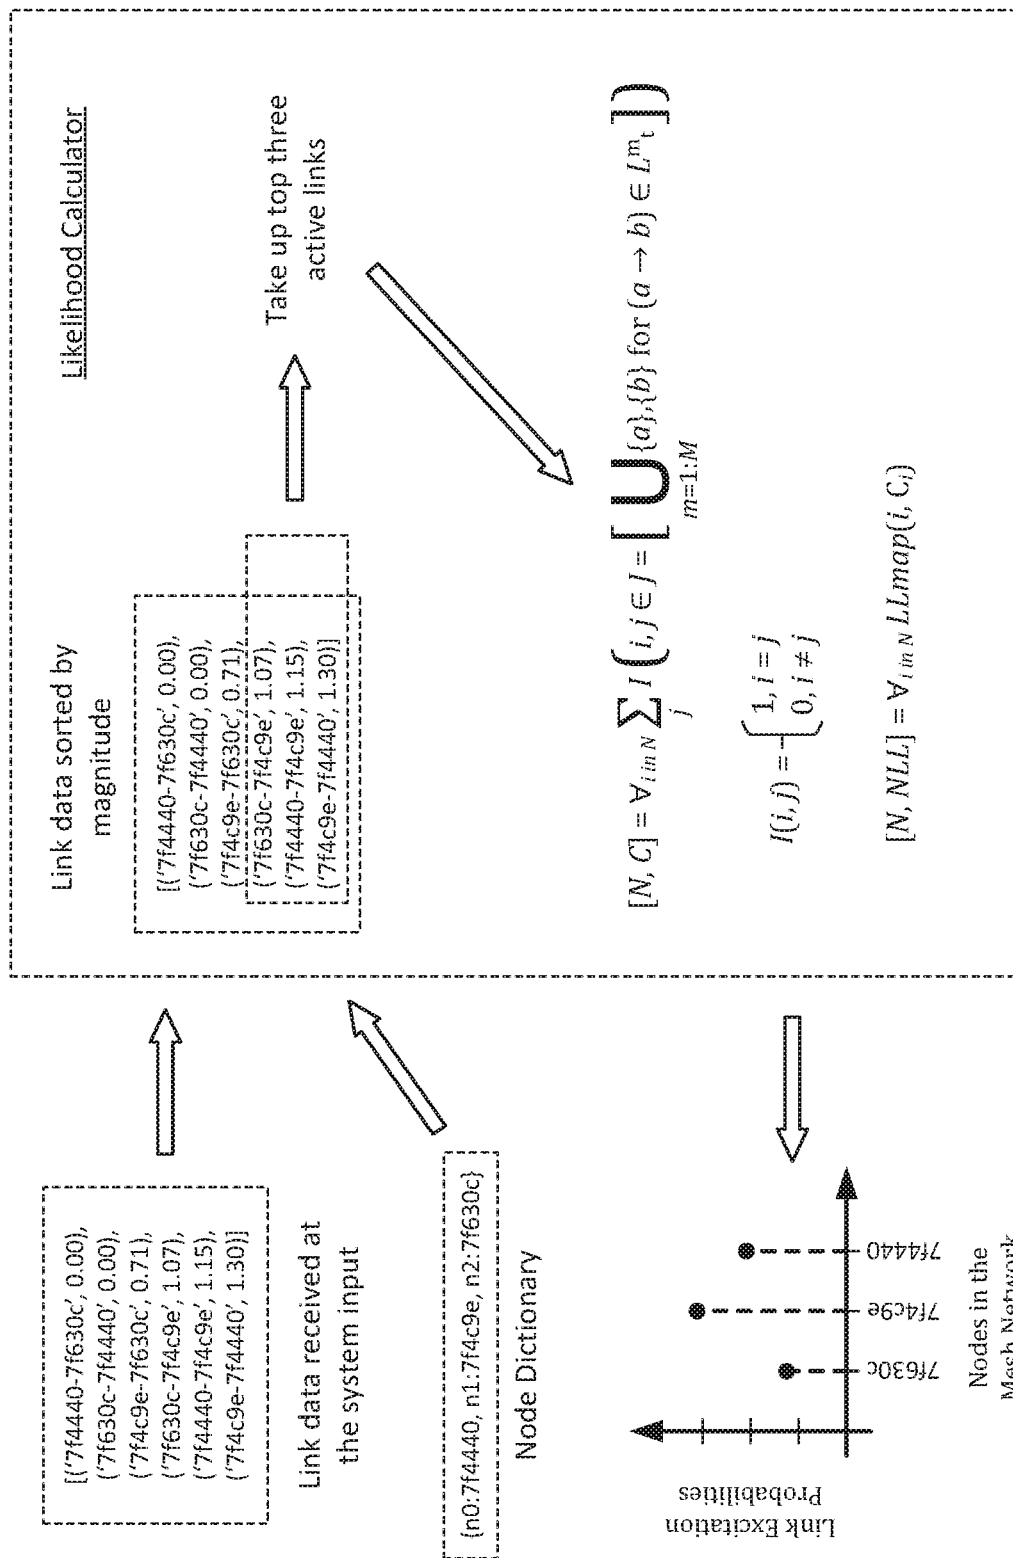 [('7f4440-7f630c', 0.00),
('7f630c-7f4440', 0.00),
('7f4c9e-7f630c', 0.71),
('7f630c-7f4c9e', 1.07),
('7f4440-7f4c9e', 1.15),
('7f4c9e-7f4440', 1.30)]
Link data received at
the system input
{n0:7f4440, n1:7f4c9e, n2:7f630c}
Node Dictionary
Link Excitation
Probabilities
7f630c
7f4c9e
7f4440
Nodes in the
Mesh Network
Likelihood Calculator
Link data sorted by
magnitude
[('7f4440-7f630c', 0.00),
('7f630c-7f4440', 0.00),
('7f4c9e-7f630c', 0.71),
('7f630c-7f4c9e', 1.07),
('7f4440-7f4c9e', 1.15),
('7f4c9e-7f4440', 1.30)]
Take up top three
active links
[N, C] = ∀i in N ∑j I (i, j ∈ J = [⋃m=1:M {a},{b} for (a → b) ∈ Lᵐt ])
I(i, j) = { 1, i = j
0, i ≠ j
[N, NLL] = ∀i in N LLmap(i, Ci)